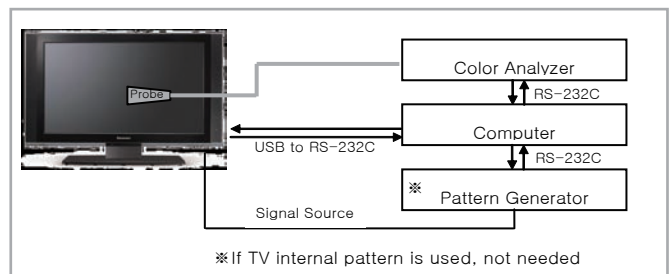 Probe
Color Analyzer
RS-232C
Computer
USB to RS-232C
RS-232C
※
Pattern Generator
Signal Source
※If TV internal pattern is used, not needed